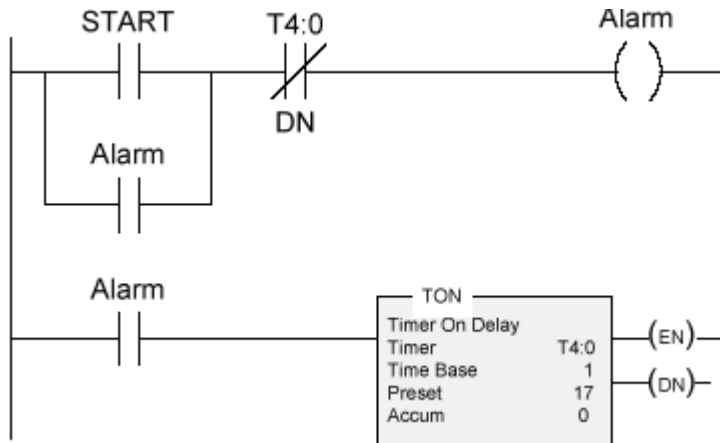 START
T4:0
Alarm
DN
Alarm
Alarm
TON
Timer On Delay
Timer T4:0
Time Base 1
Preset 17
Accum 0
(EN)
(DN)